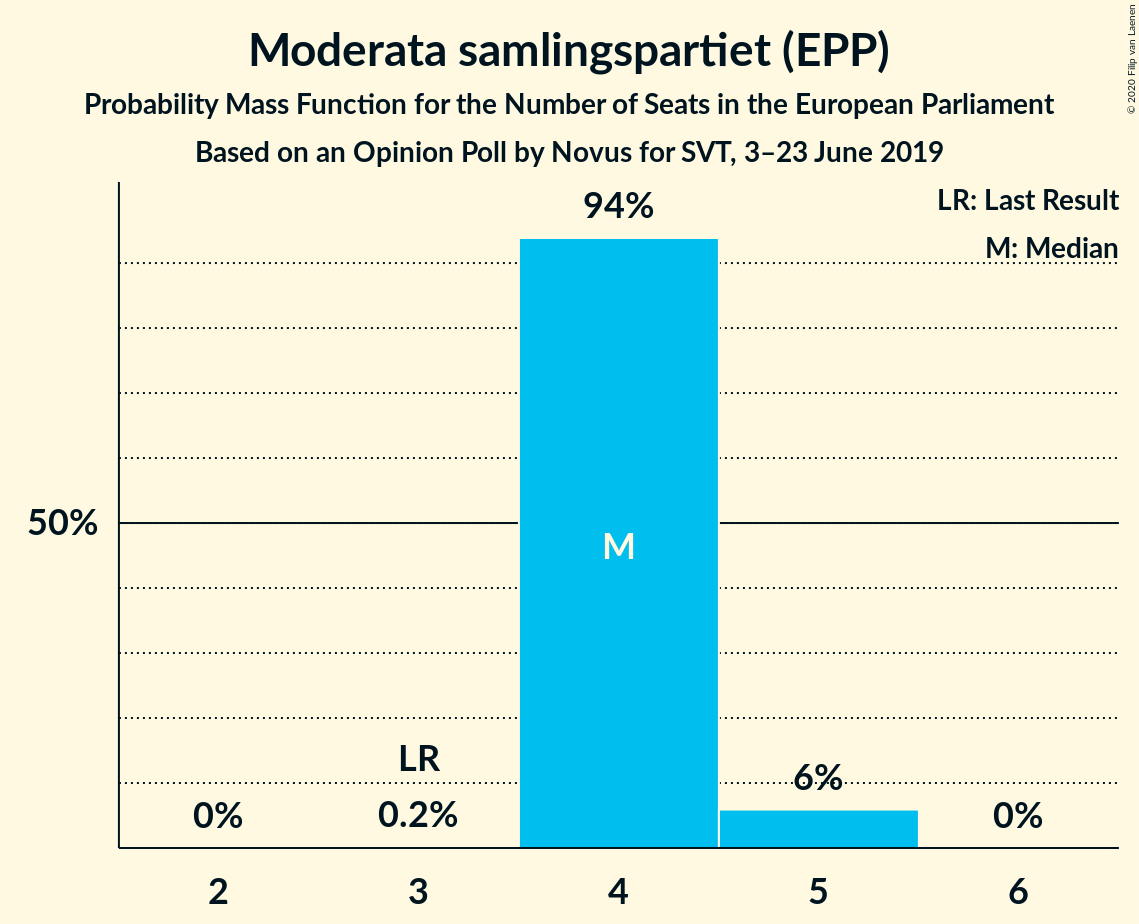 Moderata samlingspartiet (EPP)
Probability Mass Function for the Number of Seats in the European Parliament
Based on an Opinion Poll by Novus for SVT, 3–23 June 2019
© 2020 Filip van Laenen
LR: Last Result
M: Median
94%
50%
M
LR
6%
0%
0.2%
0%
2
3
4
5
6